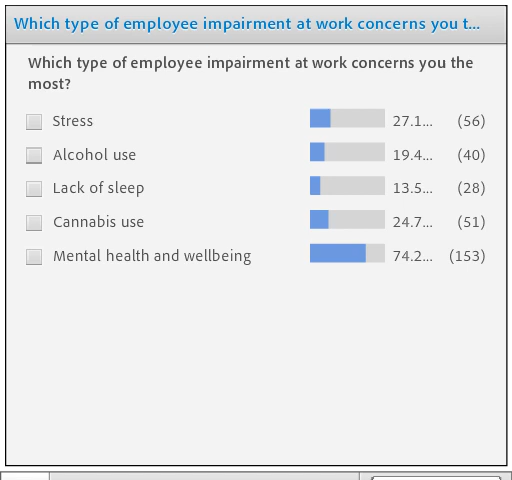 Which type of employee impairment at work concerns you t...
Which type of employee impairment at work concerns you the
most?
Stress 27.1... (56)
Alcohol use 19.4... (40)
Lack of sleep 13.5... (28)
Cannabis use 24.7... (51)
Mental health and wellbeing 74.2... (153)